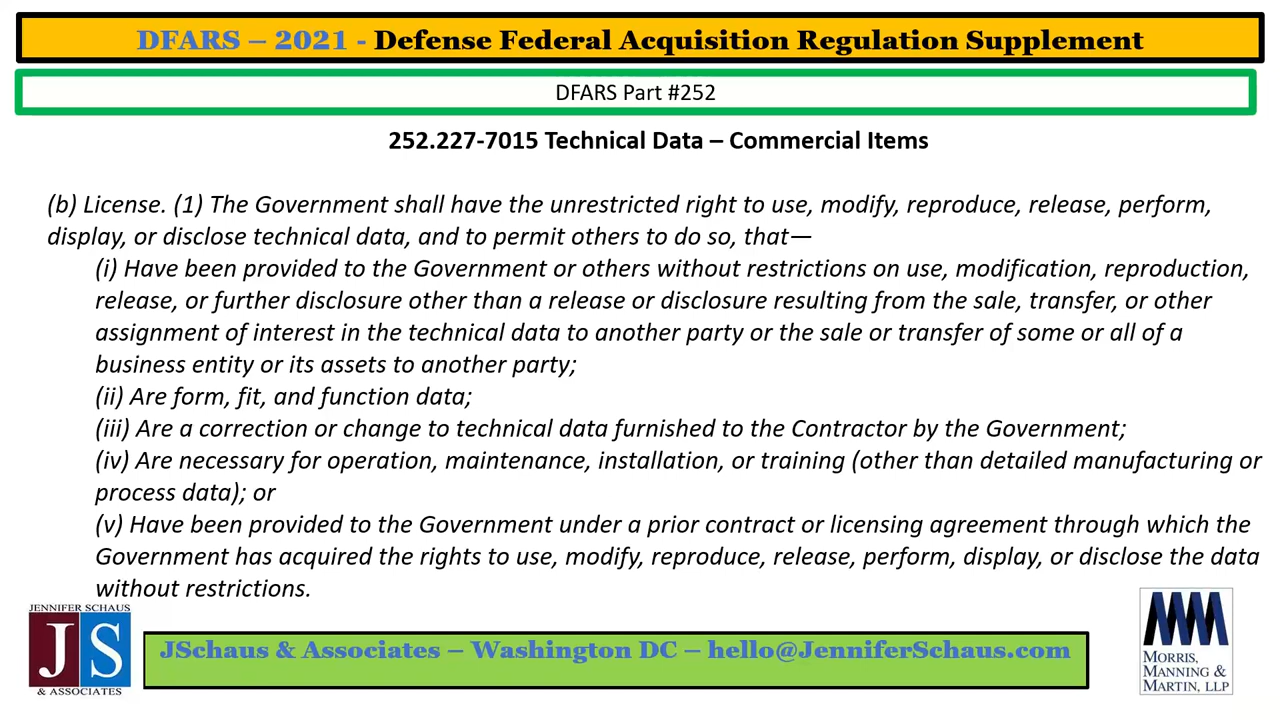 DFARS – 2021 - Defense Federal Acquisition Regulation Supplement
DFARS Part #252
252.227-7015 Technical Data – Commercial Items
(b) License. (1) The Government shall have the unrestricted right to use, modify, reproduce, release, perform,
display, or disclose technical data, and to permit others to do so, that—
(i) Have been provided to the Government or others without restrictions on use, modification, reproduction,
release, or further disclosure other than a release or disclosure resulting from the sale, transfer, or other
assignment of interest in the technical data to another party or the sale or transfer of some or all of a
business entity or its assets to another party;
(ii) Are form, fit, and function data;
(iii) Are a correction or change to technical data furnished to the Contractor by the Government;
(iv) Are necessary for operation, maintenance, installation, or training (other than detailed manufacturing or
process data); or
(v) Have been provided to the Government under a prior contract or licensing agreement through which the
Government has acquired the rights to use, modify, reproduce, release, perform, display, or disclose the data
without restrictions.
JENNIFER SCHAUS
JS
& ASSOCIATES
JSchaus & Associates – Washington DC – hello@JenniferSchaus.com
MMM
MORRIS,
MANNING &
MARTIN, LLP